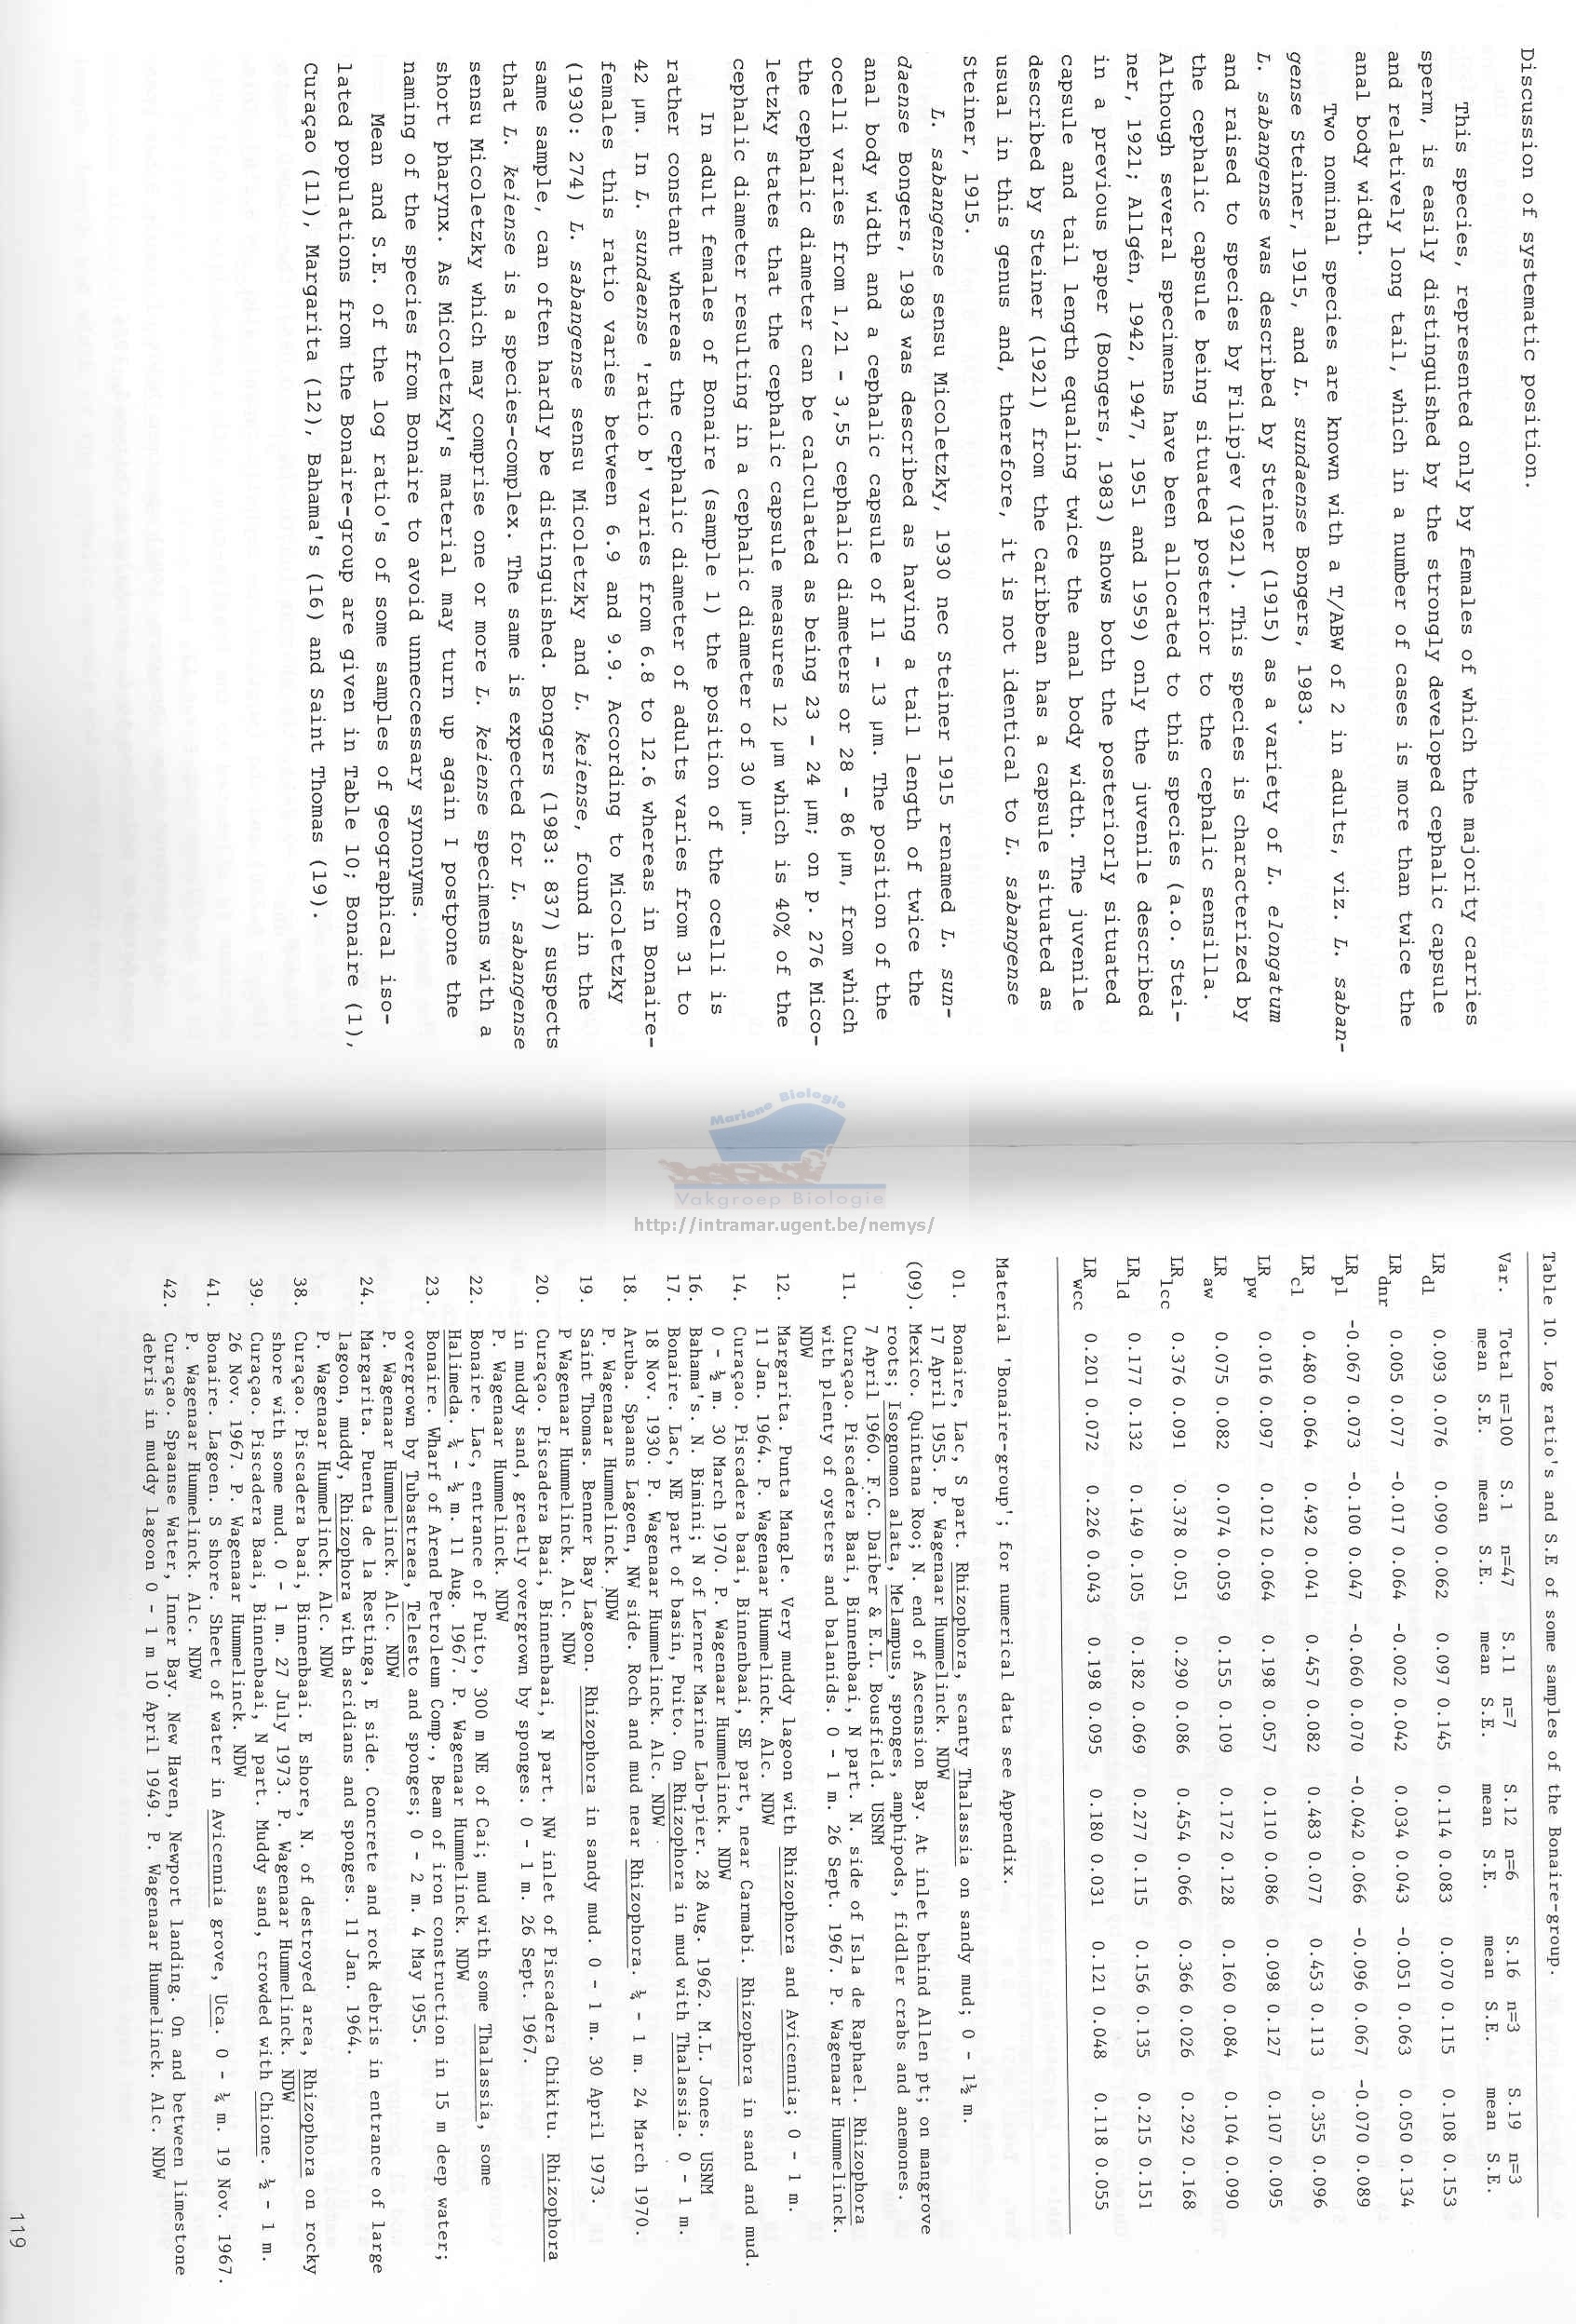 Discussion of systematic position.
This species, represented only by females of which the majority carries
sperm, is easily distinguished by the strongly developed cephalic capsule
and relatively long tail, which in a number of cases is more than twice the
anal body width.
Two nominal species are known with a T/ABW of 2 in adults, viz. L. saban-
gense Steiner, 1915, and L. sundaense Bongers, 1983.
L. sabangense was described by Steiner (1915) as a variety of L. elongatum
and raised to species by Filipjev (1921). This species is characterized by
the cephalic capsule being situated posterior to the cephalic sensilla.
Although several specimens have been allocated to this species (a.o. Stei-
ner, 1921; Allgén, 1942, 1947, 1951 and 1959) only the juvenile described
in a previous paper (Bongers, 1983) shows both the posteriorly situated
capsule and tail length equaling twice the anal body width. The juvenile
described by Steiner (1921) from the Caribbean has a capsule situated as
usual in this genus and, therefore, it is not identical to L. sabangense
Steiner, 1915.
L. sabangense sensu Micoletzky, 1930 nec Steiner 1915 renamed L. sun-
daense Bongers, 1983 was described as having a tail length of twice the
anal body width and a cephalic capsule of 11 - 13 µm. The position of the
ocelli varies from 1,21 - 3,55 cephalic diameters or 28 - 86 µm, from which
the cephalic diameter can be calculated as being 23 - 24 µm; on p. 276 Mico-
letzky states that the cephalic capsule measures 12 µm which is 40% of the
cephalic diameter resulting in a cephalic diameter of 30 µm.
In adult females of Bonaire (sample 1) the position of the ocelli is
rather constant whereas the cephalic diameter of adults varies from 31 to
42 µm. In L. sundaense 'ratio b' varies from 6.8 to 12.6 whereas in Bonaire-
females this ratio varies between 6.9 and 9.9. According to Micoletzky
(1930: 274) L. sabangense sensu Micoletzky and L. keiense, found in the
same sample, can often hardly be distinguished. Bongers (1983: 837) suspects
that L. keiense is a species-complex. The same is expected for L. sabangense
sensu Micoletzky which may comprise one or more L. keiense specimens with a
short pharynx. As Micoletzky's material may turn up again I postpone the
naming of the species from Bonaire to avoid unneccessary synonyms.
Mean and S.E. of the log ratio's of some samples of geographical iso-
lated populations from the Bonaire-group are given in Table 10; Bonaire (1),
Curaçao (11), Margarita (12), Bahama's (16) and Saint Thomas (19).
Mariene Biologie
Vakgroep Biologie
http://intramar.ugent.be/nemys/
Table 10. Log ratio's and S.E of some samples of the Bonaire-group.
Var. Total n=100 S.1 n=47 S.11 n=7 S.12 n=6 S.16 n=3 S.19 n=3
mean S.E. mean S.E. mean S.E. mean S.E. mean S.E. mean S.E.
LRdl 0.093 0.076 0.090 0.062 0.097 0.145 0.114 0.083 0.070 0.115 0.108 0.153
LRdnr 0.005 0.077 -0.017 0.064 -0.002 0.042 0.034 0.043 -0.051 0.063 0.050 0.134
LRpl -0.067 0.073 -0.100 0.047 -0.060 0.070 -0.042 0.066 -0.096 0.067 -0.070 0.089
LRcl 0.480 0.064 0.492 0.041 0.457 0.082 0.483 0.077 0.453 0.113 0.355 0.096
LRpw 0.016 0.097 0.012 0.064 0.198 0.057 0.110 0.086 0.098 0.127 0.107 0.095
LRaw 0.075 0.082 0.074 0.059 0.155 0.109 0.172 0.128 0.160 0.084 0.104 0.090
LRlcc 0.376 0.091 0.378 0.051 0.290 0.086 0.454 0.066 0.366 0.026 0.292 0.168
LRld 0.177 0.132 0.149 0.105 0.182 0.069 0.277 0.115 0.156 0.135 0.215 0.151
LRwcc 0.201 0.072 0.226 0.043 0.198 0.095 0.180 0.031 0.121 0.048 0.118 0.055
Material 'Bonaire-group'; for numerical data see Appendix.
01. Bonaire, Lac, S part. Rhizophora, scanty Thalassia on sandy mud; 0 - 1½ m.
17 April 1955. P. Wagenaar Hummelinck. NDW
(09). Mexico. Quintana Roo; N. end of Ascension Bay. At inlet behind Allen pt; on mangrove
roots; Isognomon alata, Melampus, sponges, amphipods, fiddler crabs and anemones.
7 April 1960. F.C. Daiber & E.L. Bousfield. USNM
11. Curaçao. Piscadera Baai, Binnenbaai, N part. N. side of Isla de Raphael. Rhizophora
with plenty of oysters and balanids. 0 - 1 m. 26 Sept. 1967. P. Wagenaar Hummelinck.
NDW
12. Margarita. Punta Mangle. Very muddy lagoon with Rhizophora and Avicennia; 0 - 1 m.
11 Jan. 1964. P. Wagenaar Hummelinck. Alc. NDW
14. Curaçao. Piscadera baai, Binnenbaai, SE part, near Carmabi. Rhizophora in sand and mud.
0 - ½ m. 30 March 1970. P. Wagenaar Hummelinck. NDW
16. Bahama's. N. Bimini; N of Lerner Marine Lab-pier. 28 Aug. 1962. M.L. Jones. USNM
17. Bonaire. Lac, NE part of basin, Puito. On Rhizophora in mud with Thalassia. 0 - 1 m.
18 Nov. 1930. P. Wagenaar Hummelinck. Alc. NDW
18. Aruba. Spaans Lagoen, NW side. Roch and mud near Rhizophora. ½ - 1 m. 24 March 1970.
P. Wagenaar Hummelinck. NDW
19. Saint Thomas. Benner Bay Lagoon. Rhizophora in sandy mud. 0 - 1 m. 30 April 1973.
P Wagenaar Hummelinck. Alc. NDW
20. Curaçao. Piscadera Baai, Binnenbaai, N part. NW inlet of Piscadera Chikitu. Rhizophora
in muddy sand, greatly overgrown by sponges. 0 - 1 m. 26 Sept. 1967.
P. Wagenaar Hummelinck. NDW
22. Bonaire. Lac, entrance of Puito, 300 m NE of Cai; mud with some Thalassia, some
Halimeda. m. 11 Aug. 1967. P. Wagenaar Hummelinck. NDW
23. Bonaire. Wharf of Arend Petroleum Comp., Beam of iron construction in 15 m deep water;
overgrown by Tubastraea, Telesto and sponges; 0 - 2 m. 4 May 1955.
P. Wagenaar Hummelinck. Alc. NDW
24. Margarita. Puenta de la Restinga, E side. Concrete and rock debris in entrance of large
lagoon, muddy, Rhizophora with ascidians and sponges. 11 Jan. 1964.
P. Wagenaar Hummelinck. Alc. NDW
38. Curaçao. Piscadera baai, Binnenbaai. E shore, N. of destroyed area, Rhizophora on rocky
shore with some mud. 0 - 1 m. 27 July 1973. P. Wagenaar Hummelinck. NDW
39. Curaçao. Piscadera Baai, Binnenbaai, N part. Muddy sand, crowded with Chione. ½ - 1 m.
26 Nov. 1967. P. Wagenaar Hummelinck. NDW
41. Bonaire. Lagoen. S shore. Sheet of water in Avicennia grove, Uca. 0 - m. 19 Nov. 1967.
P. Wagenaar Hummelinck. Alc. NDW
42. Curaçao. Spaanse Water, Inner Bay. New Haven, Newport landing. On and between limestone
debris in muddy lagoon 0 - 1 m 10 April 1949. P. Wagenaar Hummelinck. Alc. NDW
119